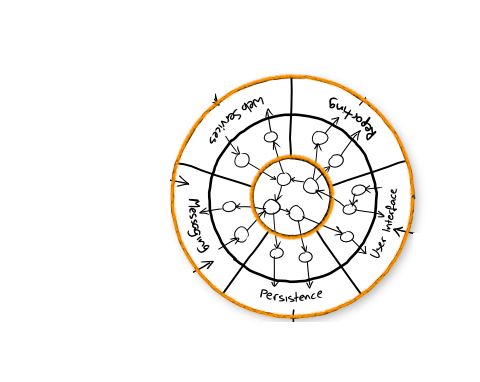 Web Services
Reporting
User Interface
Persistence
Messaging